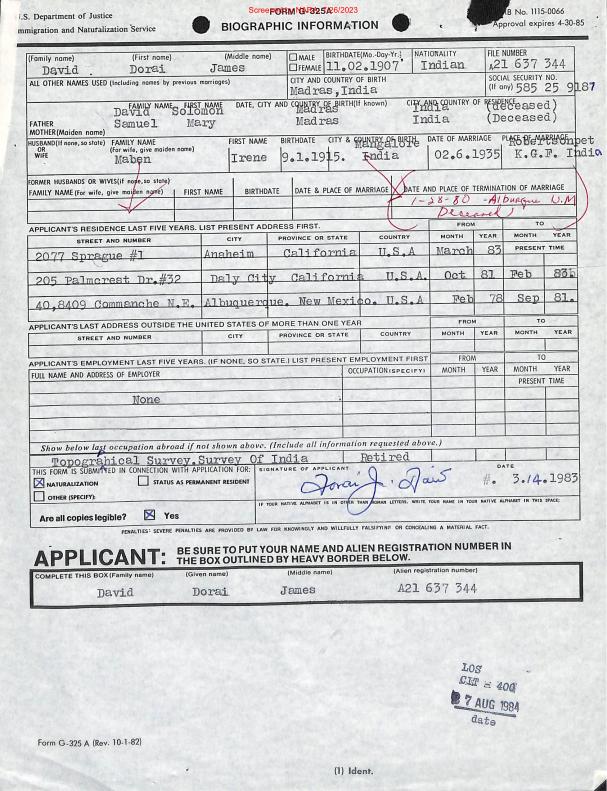 U.S. Department of Justice
Immigration and Naturalization Service
FORM G-325A
BIOGRAPHIC INFORMATION
OMB No. 1115-0066
Approval expires 4-30-85
(Family name) (First name) (Middle name)
David Dorai James
☐ MALE
☐ FEMALE
BIRTHDATE (Mo.-Day-Yr.)
11.02.1907
NATIONALITY
Indian
FILE NUMBER
A21 637 344
ALL OTHER NAMES USED (Including names by previous marriages)
CITY AND COUNTRY OF BIRTH
Madras,India
SOCIAL SECURITY NO.
(If any) 585 25 9187
FAMILY NAME FIRST NAME DATE, CITY AND COUNTRY OF BIRTH (If known) CITY AND COUNTRY OF RESIDENCE
FATHER David Solomon Madras India (deceased)
MOTHER (Maiden name) Samuel Mary Madras India (Deceased)
HUSBAND (If none, so state) OR WIFE
FAMILY NAME (For wife, give maiden name)
FIRST NAME BIRTHDATE CITY & COUNTRY OF BIRTH DATE OF MARRIAGE PLACE OF MARRIAGE
Maben Irene 9.1.1915. Mangalore India 02.6.1935 Robertsonpet K.G.F. India
FORMER HUSBANDS OR WIVES (if none, so state)
FAMILY NAME (For wife, give maiden name) FIRST NAME BIRTHDATE DATE & PLACE OF MARRIAGE DATE AND PLACE OF TERMINATION OF MARRIAGE
1-28-80 -Alburque N.M
Deceased)
APPLICANT'S RESIDENCE LAST FIVE YEARS. LIST PRESENT ADDRESS FIRST.
FROM TO
STREET AND NUMBER CITY PROVINCE OR STATE COUNTRY MONTH YEAR MONTH YEAR
2077 Sprague #1 Anaheim California U.S.A March 83 PRESENT TIME
205 Palmcrest Dr.#32 Daly City California U.S.A. Oct 81 Feb 83
40,8409 Commanche N.E. Albuquerque. New Mexico. U.S.A Feb 78 Sep 81.
APPLICANT'S LAST ADDRESS OUTSIDE THE UNITED STATES OF MORE THAN ONE YEAR
FROM TO
STREET AND NUMBER CITY PROVINCE OR STATE COUNTRY MONTH YEAR MONTH YEAR
APPLICANT'S EMPLOYMENT LAST FIVE YEARS. (IF NONE, SO STATE.) LIST PRESENT EMPLOYMENT FIRST
FROM TO
FULL NAME AND ADDRESS OF EMPLOYER OCCUPATION (SPECIFY) MONTH YEAR MONTH YEAR
PRESENT TIME
None
Show below last occupation abroad if not shown above. (Include all information requested above.)
Topograhical Survey.Survey Of India Retired
THIS FORM IS SUBMITTED IN CONNECTION WITH APPLICATION FOR:
☒ NATURALIZATION ☐ STATUS AS PERMANENT RESIDENT
☐ OTHER (SPECIFY):
SIGNATURE OF APPLICANT
DATE
3.14.1983
IF YOUR NATIVE ALPHABET IS IN OTHER THAN ROMAN LETTERS, WRITE YOUR NAME IN YOUR NATIVE ALPHABET IN THIS SPACE:
Are all copies legible? ☒ Yes
PENALTIES: SEVERE PENALTIES ARE PROVIDED BY LAW FOR KNOWINGLY AND WILLFULLY FALSIFYING OR CONCEALING A MATERIAL FACT.
APPLICANT: BE SURE TO PUT YOUR NAME AND ALIEN REGISTRATION NUMBER IN
THE BOX OUTLINED BY HEAVY BORDER BELOW.
COMPLETE THIS BOX (Family name) (Given name) (Middle name) (Alien registration number)
David Dorai James A21 637 344
LOS
CIT = 400
27 AUG 1984
date
Form G-325 A (Rev. 10-1-82)
(1) Ident.